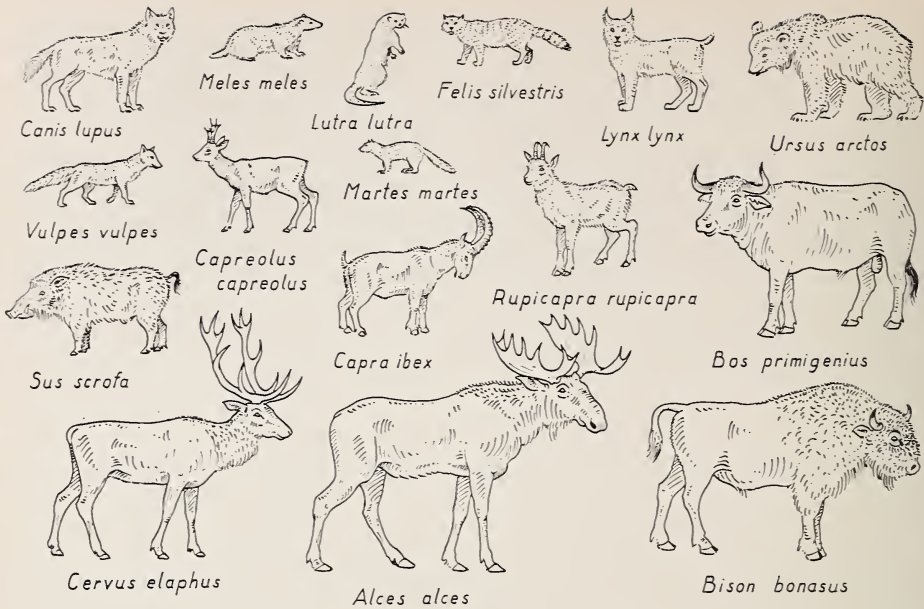 Canis lupus
Meles meles
Lutra lutra
Felis silvestris
Lynx lynx
Ursus arctos
Vulpes vulpes
Capreolus
capreolus
Martes martes
Rupicapra rupicapra
Bos primigenius
Sus scrofa
Capra ibex
Cervus elaphus
Alces alces
Bison bonasus